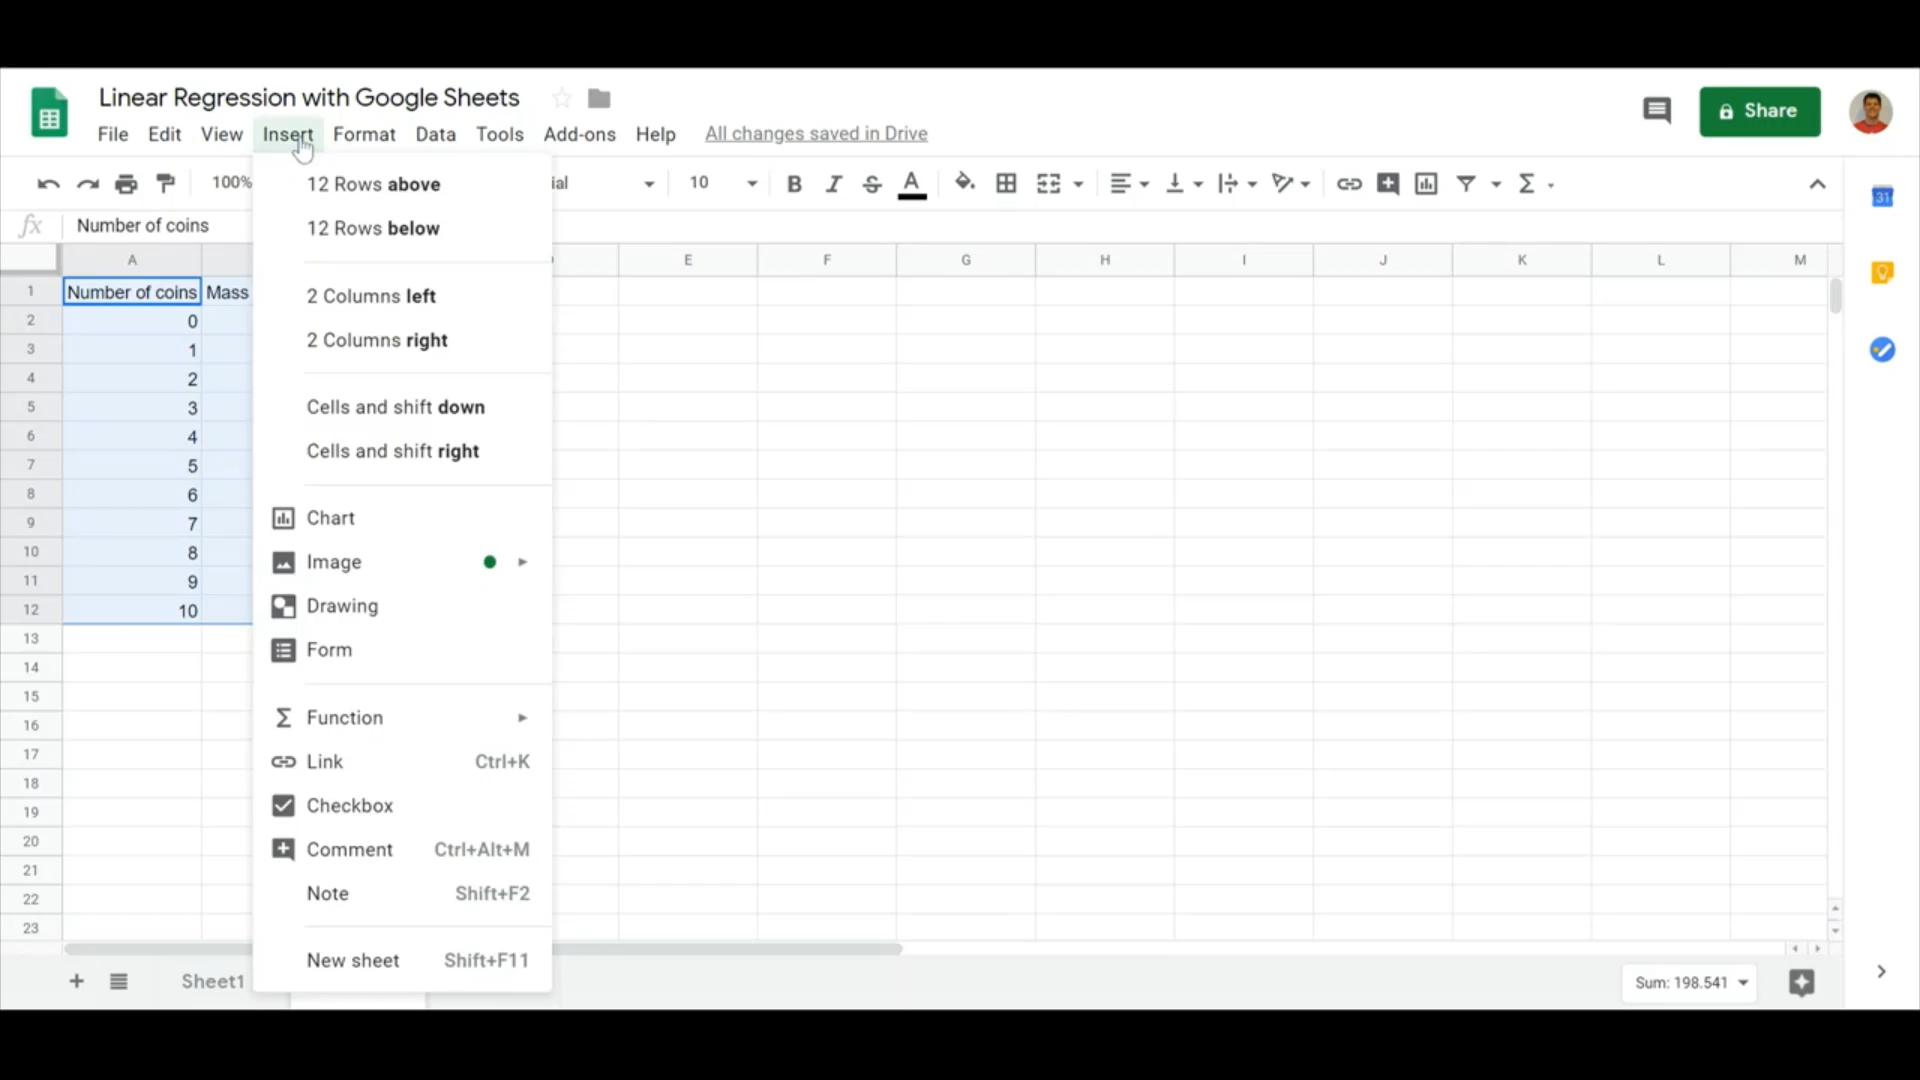 Linear Regression with Google Sheets
File Edit View Insert Format Data Tools Add-ons Help All changes saved in Drive
Share
100% ial 10 B I S A Σ
31
fx Number of coins
A E F G H I J K L M
1 Number of coins Mass
2 0
3 1
4 2
5 3
6 4
7 5
8 6
9 7
10 8
11 9
12 10
13
14
15
16
17
18
19
20
21
22
23
12 Rows above
12 Rows below
2 Columns left
2 Columns right
Cells and shift down
Cells and shift right
Chart
Image
Drawing
Form
Σ Function
Link Ctrl+K
Checkbox
Comment Ctrl+Alt+M
Note Shift+F2
New sheet Shift+F11
Sheet1
Sum: 198.541